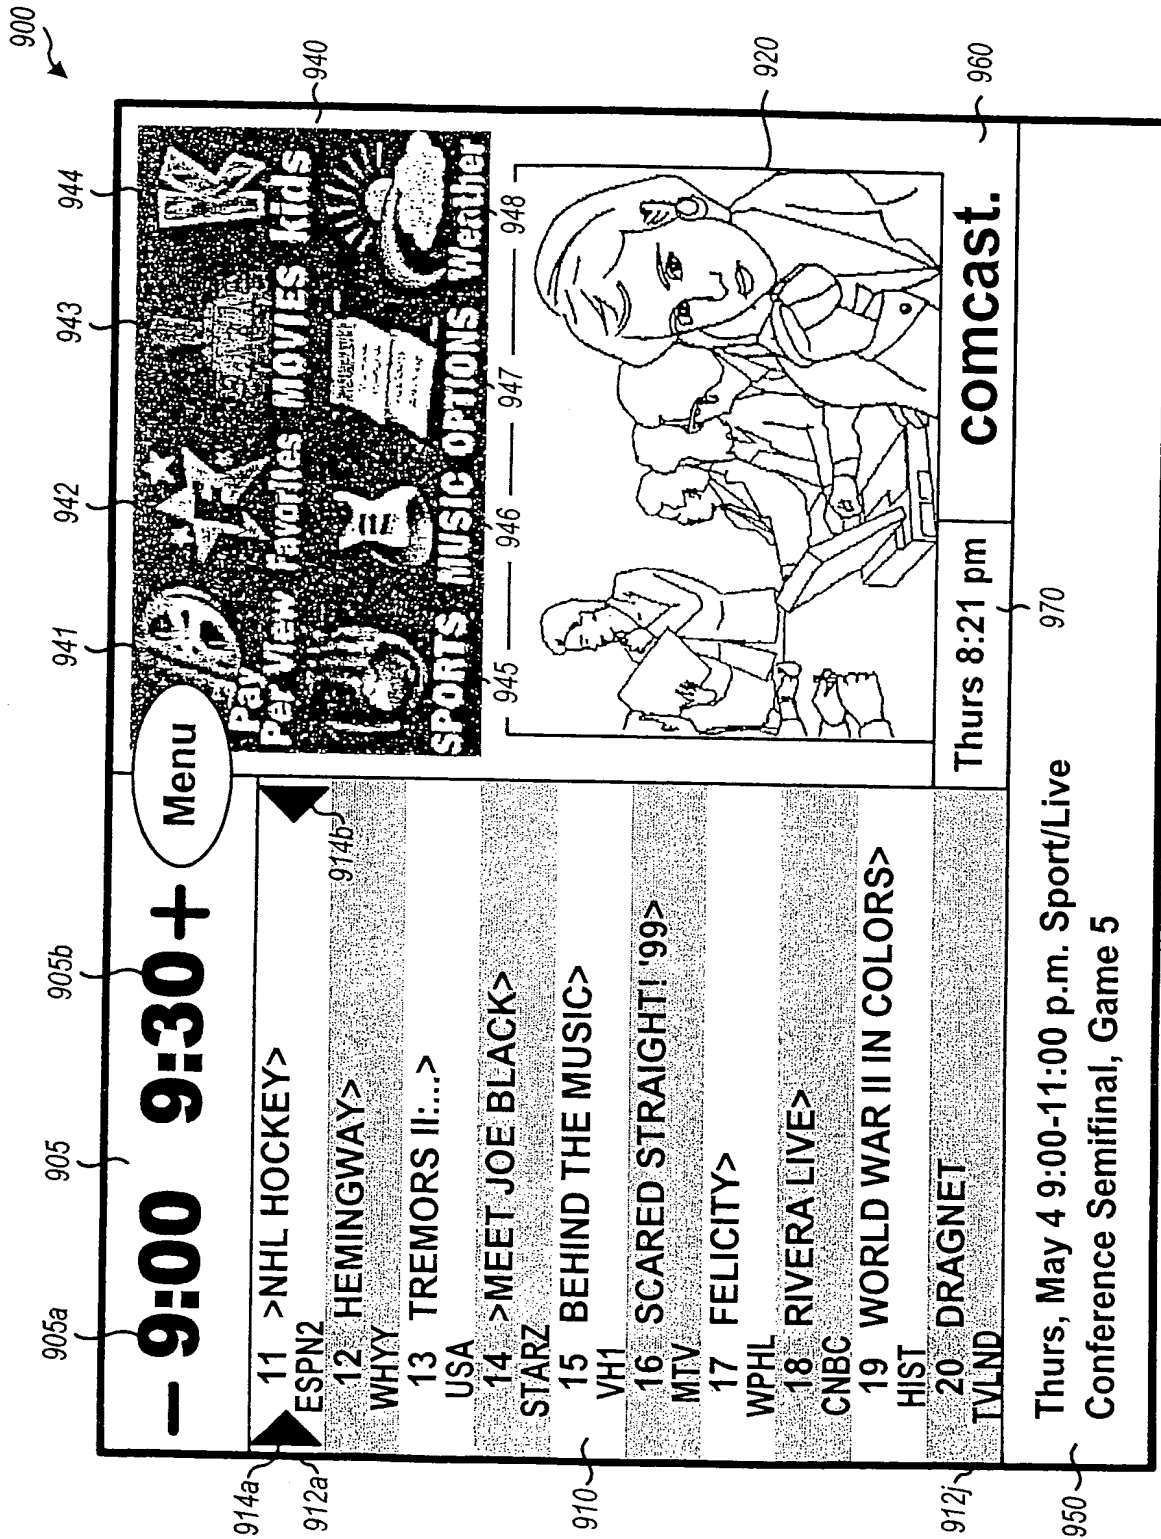 900
905a
905
905b
941
942
943
944
940
– 9:00 9:30 +
Menu
Pay
Per View Favorites MOVIES Kids
SPORTS MUSIC OPTIONS Weather
945
946
947
948
920
914a
912a
914b
11 >NHL HOCKEY>
ESPN2
12 HEMINGWAY>
WHYY
13 TREMORS II:...>
USA
14 >MEET JOE BLACK>
STARZ
15 BEHIND THE MUSIC>
VH1
16 SCARED STRAIGHT! '99>
MTV
17 FELICITY>
WPHL
18 RIVERA LIVE>
CNBC
19 WORLD WAR II IN COLORS>
HIST
20 DRAGNET
TVLND
910
912j
Thurs 8:21 pm
comcast.
960
970
Thurs, May 4 9:00-11:00 p.m. Sport/Live
Conference Semifinal, Game 5
950